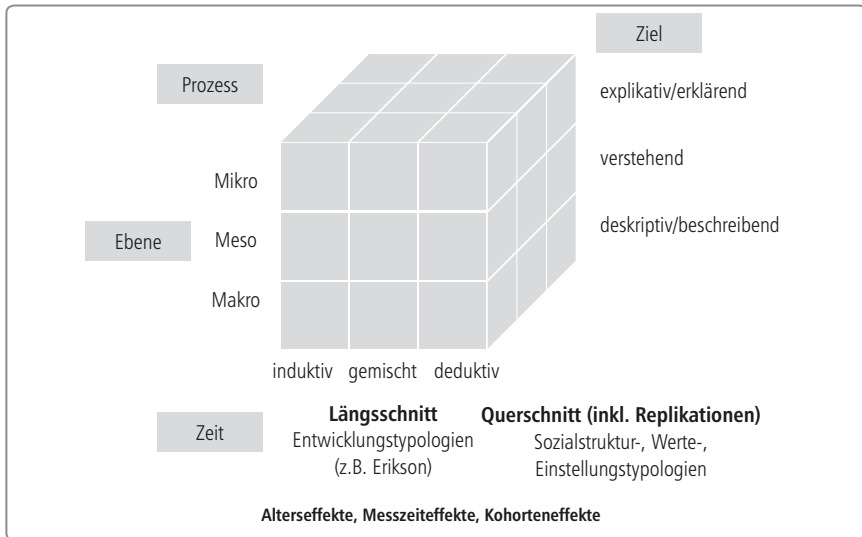 Ziel
Prozess
explikativ/erklärend
Mikro
verstehend
Ebene
Meso
deskriptiv/beschreibend
Makro
induktiv gemischt deduktiv
Zeit
Längsschnitt
Entwicklungstypologien
(z.B. Erikson)
Querschnitt (inkl. Replikationen)
Sozialstruktur-, Werte-,
Einstellungstypologien
Alterseffekte, Messzeiteffekte, Kohorteneffekte